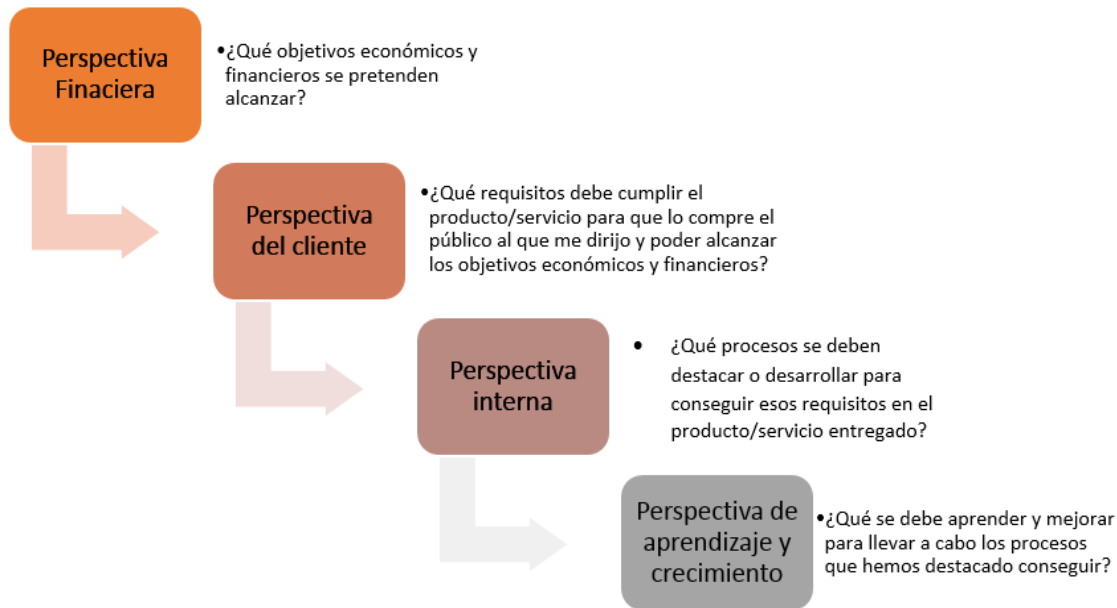 Perspectiva
Finaciera
•¿Qué objetivos económicos y
financieros se pretenden
alcanzar?
Perspectiva
del cliente
•¿Qué requisitos debe cumplir el
producto/servicio para que lo compre el
público al que me dirijo y poder alcanzar
los objetivos económicos y financieros?
Perspectiva
interna
• ¿Qué procesos se deben
destacar o desarrollar para
conseguir esos requisitos en el
producto/servicio entregado?
Perspectiva de
aprendizaje y
crecimiento
•¿Qué se debe aprender y mejorar
para llevar a cabo los procesos
que hemos destacado conseguir?